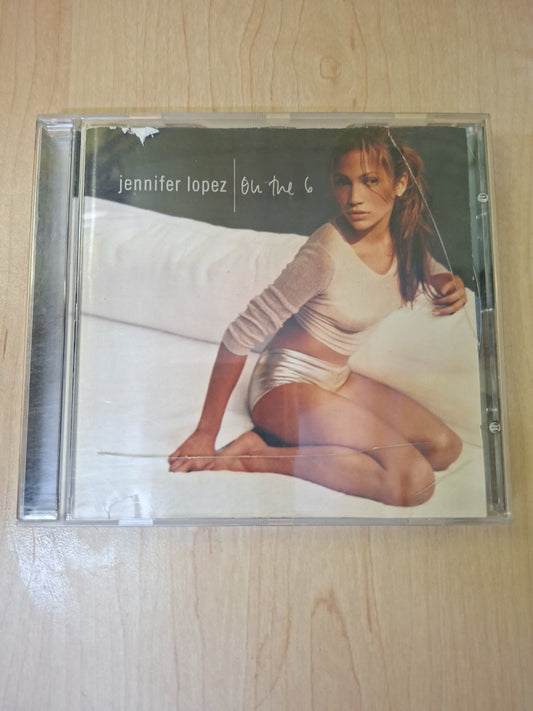 jennifer lopez | On the 6